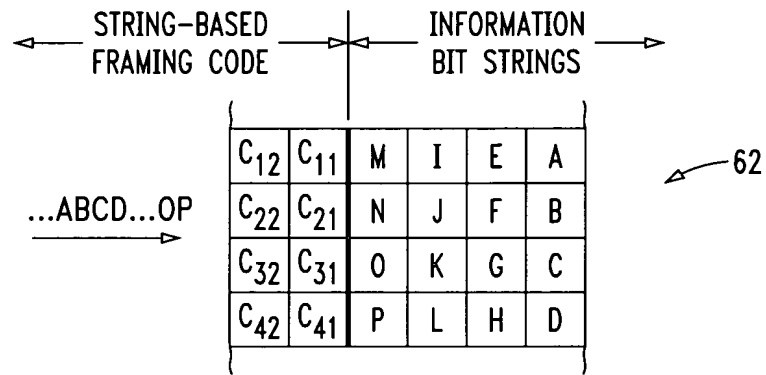 STRING-BASED FRAMING CODE
INFORMATION BIT STRINGS
C12 C11 M I E A
62
...ABCD...OP
C22 C21 N J F B
C32 C31 O K G C
C42 C41 P L H D